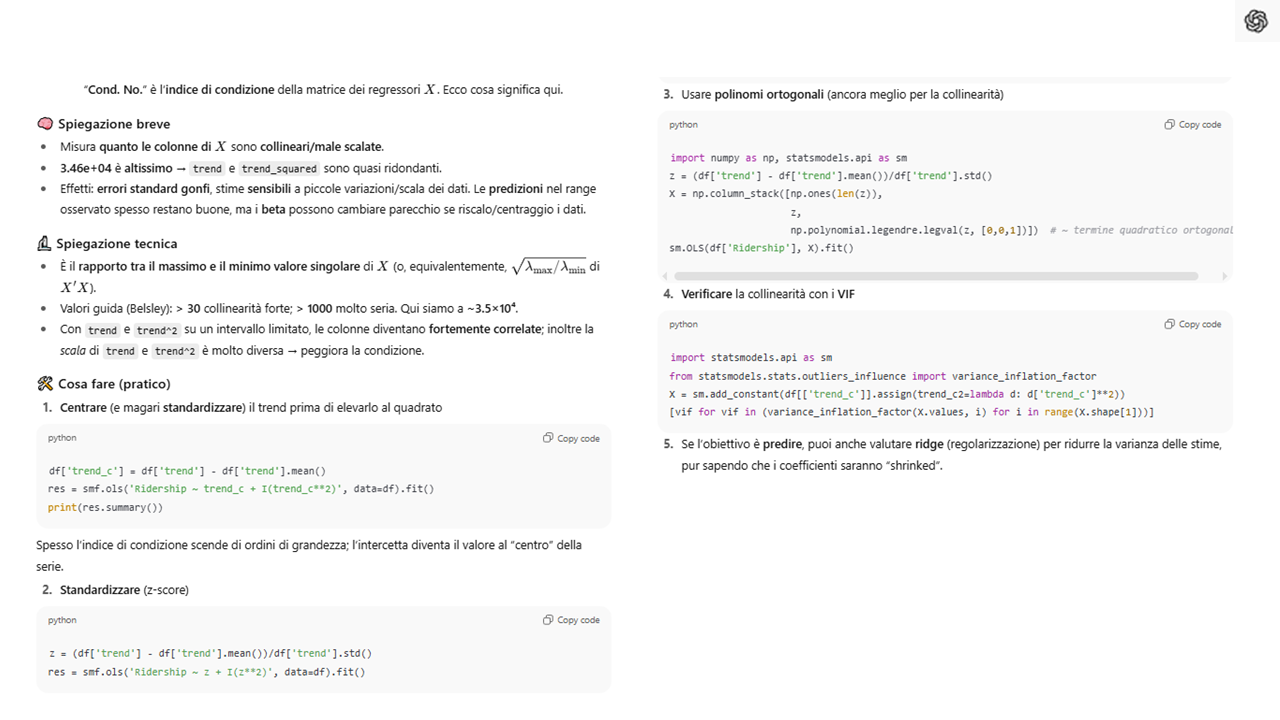 “Cond. No.” è l’indice di condizione della matrice dei regressori X. Ecco cosa significa qui.
🧠 Spiegazione breve
• Misura quanto le colonne di X sono collineari/male scalate.
• 3.46e+04 è altissimo → trend e trend_squared sono quasi ridondanti.
• Effetti: errori standard gonfi, stime sensibili a piccole variazioni/scala dei dati. Le predizioni nel range
osservato spesso restano buone, ma i beta possono cambiare parecchio se riscalo/centraggio i dati.
🔬 Spiegazione tecnica
• È il rapporto tra il massimo e il minimo valore singolare di X (o, equivalentemente, √λmax/λmin di
X′X).
• Valori guida (Belsley): > 30 collinearità forte; > 1000 molto seria. Qui siamo a ~3.5×10⁴.
• Con trend e trend^2 su un intervallo limitato, le colonne diventano fortemente correlate; inoltre la
scala di trend e trend^2 è molto diversa → peggiora la condizione.
🛠️ Cosa fare (pratico)
1. Centrare (e magari standardizzare) il trend prima di elevarlo al quadrato
python
Copy code
df['trend_c'] = df['trend'] - df['trend'].mean()
res = smf.ols('Ridership ~ trend_c + I(trend_c**2)', data=df).fit()
print(res.summary())
Spesso l’indice di condizione scende di ordini di grandezza; l’intercetta diventa il valore al “centro” della
serie.
2. Standardizzare (z-score)
python
Copy code
z = (df['trend'] - df['trend'].mean())/df['trend'].std()
res = smf.ols('Ridership ~ z + I(z**2)', data=df).fit()
3. Usare polinomi ortogonali (ancora meglio per la collinearità)
python
Copy code
import numpy as np, statsmodels.api as sm
z = (df['trend'] - df['trend'].mean())/df['trend'].std()
X = np.column_stack([np.ones(len(z)),
z,
np.polynomial.legendre.legval(z, [0,0,1])]) # ~ termine quadratico ortogonal
sm.OLS(df['Ridership'], X).fit()
4. Verificare la collinearità con i VIF
python
Copy code
import statsmodels.api as sm
from statsmodels.stats.outliers_influence import variance_inflation_factor
X = sm.add_constant(df[['trend_c']].assign(trend_c2=lambda d: d['trend_c']**2))
[vif for vif in (variance_inflation_factor(X.values, i) for i in range(X.shape[1]))]
5. Se l’obiettivo è predire, puoi anche valutare ridge (regolarizzazione) per ridurre la varianza delle stime,
pur sapendo che i coefficienti saranno “shrinked”.